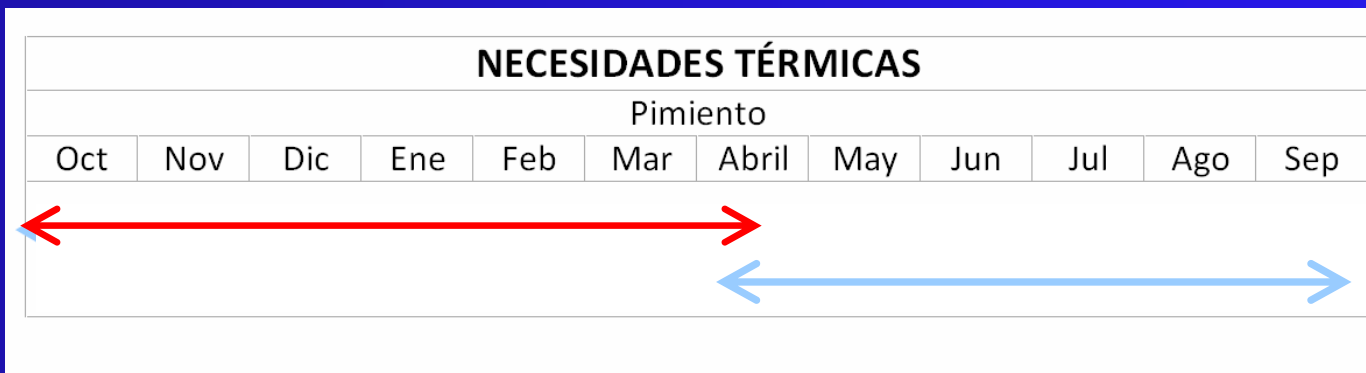 NECESIDADES TÉRMICAS
Pimiento
Oct Nov Dic Ene Feb Mar Abril May Jun Jul Ago Sep